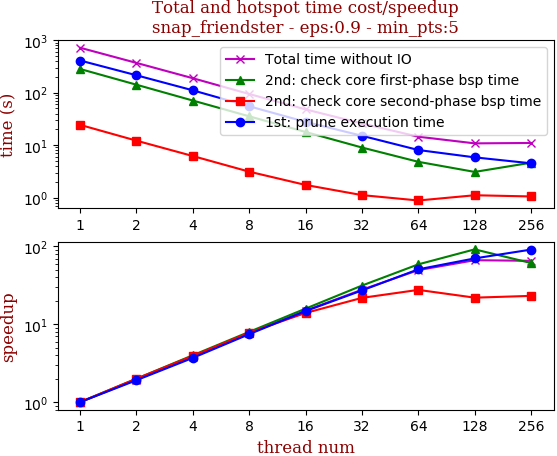 Total and hotspot time cost/speedup
snap_friendster - eps:0.9 - min_pts:5
time (s)
10³
10²
10¹
10⁰
Total time without IO
2nd: check core first-phase bsp time
2nd: check core second-phase bsp time
1st: prune execution time
1 2 4 8 16 32 64 128 256
speedup
10²
10¹
10⁰
1 2 4 8 16 32 64 128 256
thread num